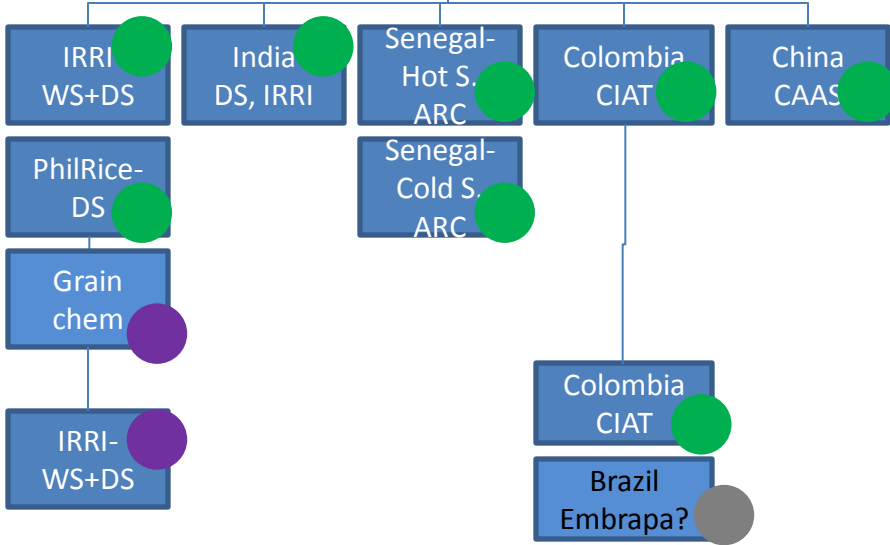 IRRI
WS+DS
India
DS, IRRI
Senegal-
Hot S.
ARC
Colombia
CIAT
China
CAAS
PhilRice-
DS
Senegal-
Cold S.
ARC
Grain
chem
IRRI-
WS+DS
Colombia
CIAT
Brazil
Embrapa?